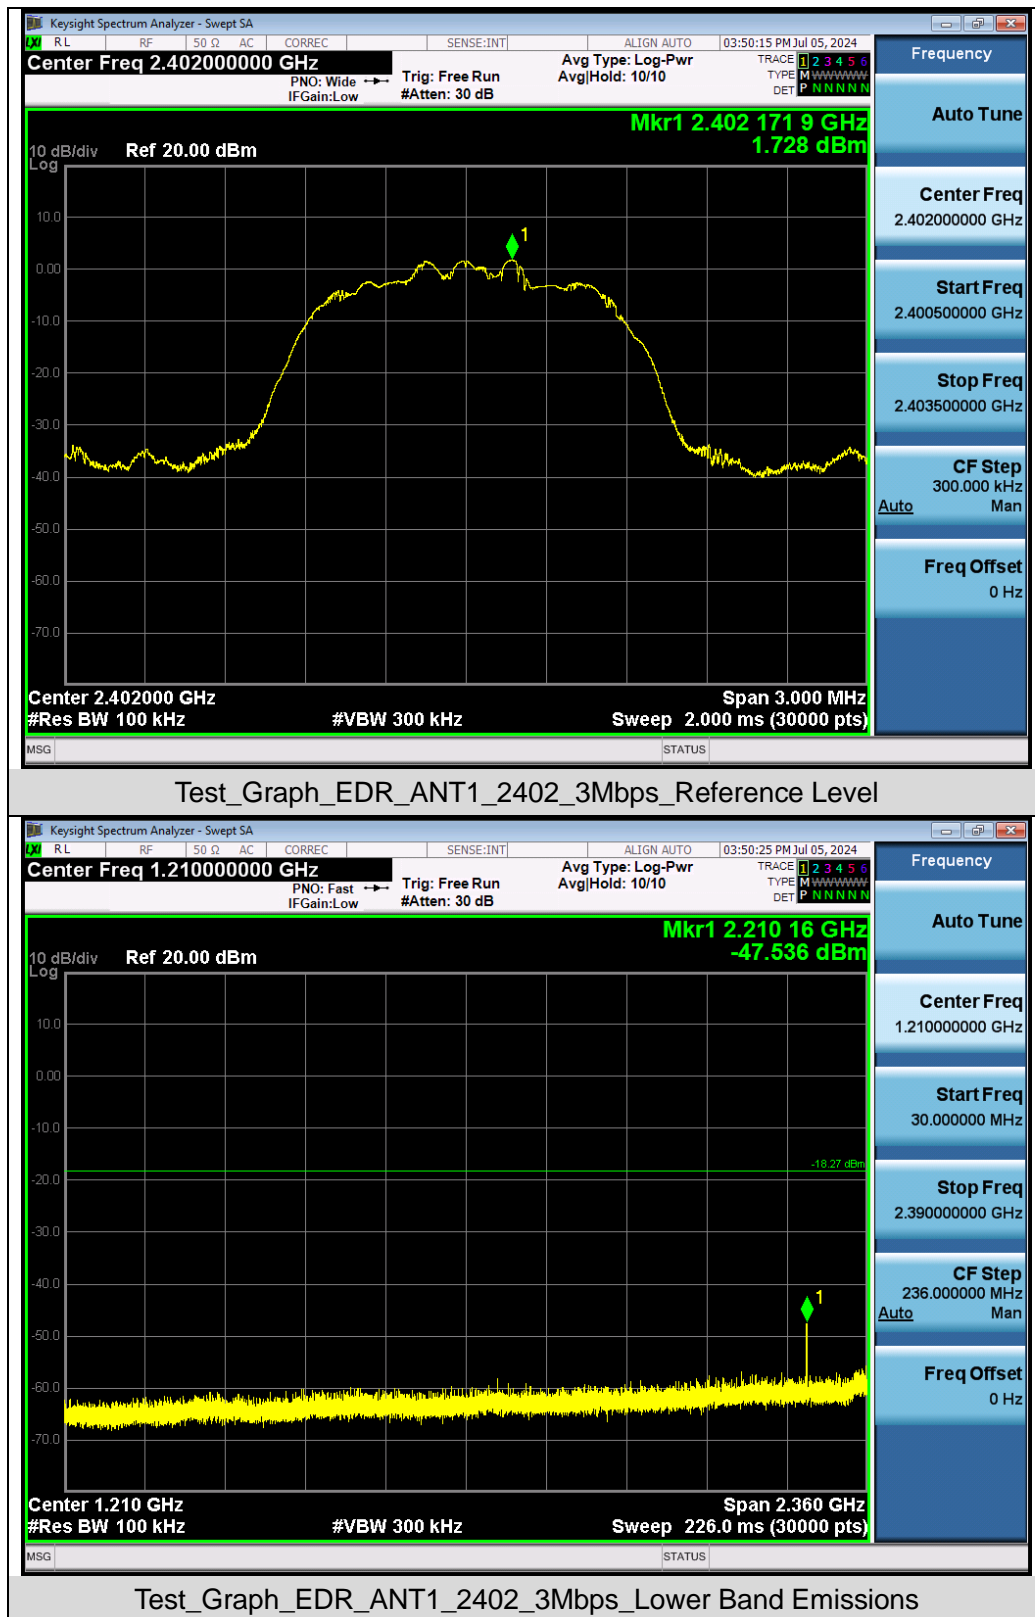 Keysight Spectrum Analyzer - Swept SA
LXI RL RF 50 Ω AC CORREC SENSE:INT ALIGN AUTO 03:50:15 PM Jul 05, 2024
Center Freq 2.402000000 GHz
PNO: Wide
IFGain:Low
Trig: Free Run
#Atten: 30 dB
Avg Type: Log-Pwr
Avg|Hold: 10/10
TRACE 1 2 3 4 5 6
TYPE M WWWWW
DET P N N N N N
Mkr1 2.402 171 9 GHz
1.728 dBm
10 dB/div Ref 20.00 dBm
Log
10.0
0.00
-10.0
-20.0
-30.0
-40.0
-50.0
-60.0
-70.0
1
Center 2.402000 GHz Span 3.000 MHz
#Res BW 100 kHz #VBW 300 kHz Sweep 2.000 ms (30000 pts)
MSG STATUS
Frequency
Auto Tune
Center Freq
2.402000000 GHz
Start Freq
2.400500000 GHz
Stop Freq
2.403500000 GHz
CF Step
300.000 kHz
Auto Man
Freq Offset
0 Hz
Test_Graph_EDR_ANT1_2402_3Mbps_Reference Level
Keysight Spectrum Analyzer - Swept SA
LXI RL RF 50 Ω AC CORREC SENSE:INT ALIGN AUTO 03:50:25 PM Jul 05, 2024
Center Freq 1.210000000 GHz
PNO: Fast
IFGain:Low
Trig: Free Run
#Atten: 30 dB
Avg Type: Log-Pwr
Avg|Hold: 10/10
TRACE 1 2 3 4 5 6
TYPE M WWWWW
DET P N N N N N
Mkr1 2.210 16 GHz
-47.536 dBm
10 dB/div Ref 20.00 dBm
Log
10.0
0.00
-10.0
-18.27 dBm
-20.0
-30.0
-40.0
-50.0
-60.0
-70.0
1
Center 1.210 GHz Span 2.360 GHz
#Res BW 100 kHz #VBW 300 kHz Sweep 226.0 ms (30000 pts)
MSG STATUS
Frequency
Auto Tune
Center Freq
1.210000000 GHz
Start Freq
30.000000 MHz
Stop Freq
2.390000000 GHz
CF Step
236.000000 MHz
Auto Man
Freq Offset
0 Hz
Test_Graph_EDR_ANT1_2402_3Mbps_Lower Band Emissions